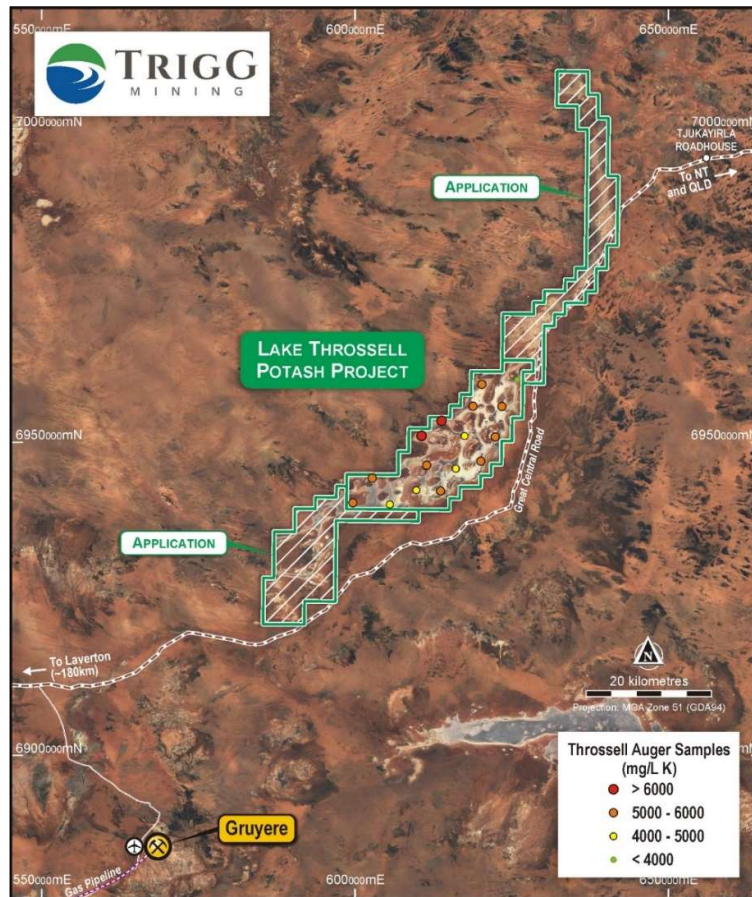 550000mE
600000mE
650000mE
TRIGG
MINING
7000000mN
7000000mN
TJUKAYIRLA
ROADHOUSE
To NT
and QLD
APPLICATION
LAKE THROSSELL
POTASH PROJECT
6950000mN
6950000mN
Great Central Road
APPLICATION
To Laverton
(~180km)
N
20 kilometres
Projection: MGA Zone 51 (GDA94)
6900000mN
6900000mN
Throssell Auger Samples
(mg/L K)
> 6000
5000 - 6000
4000 - 5000
< 4000
Gruyere
Gas Pipeline
550000mE
600000mE
650000mE